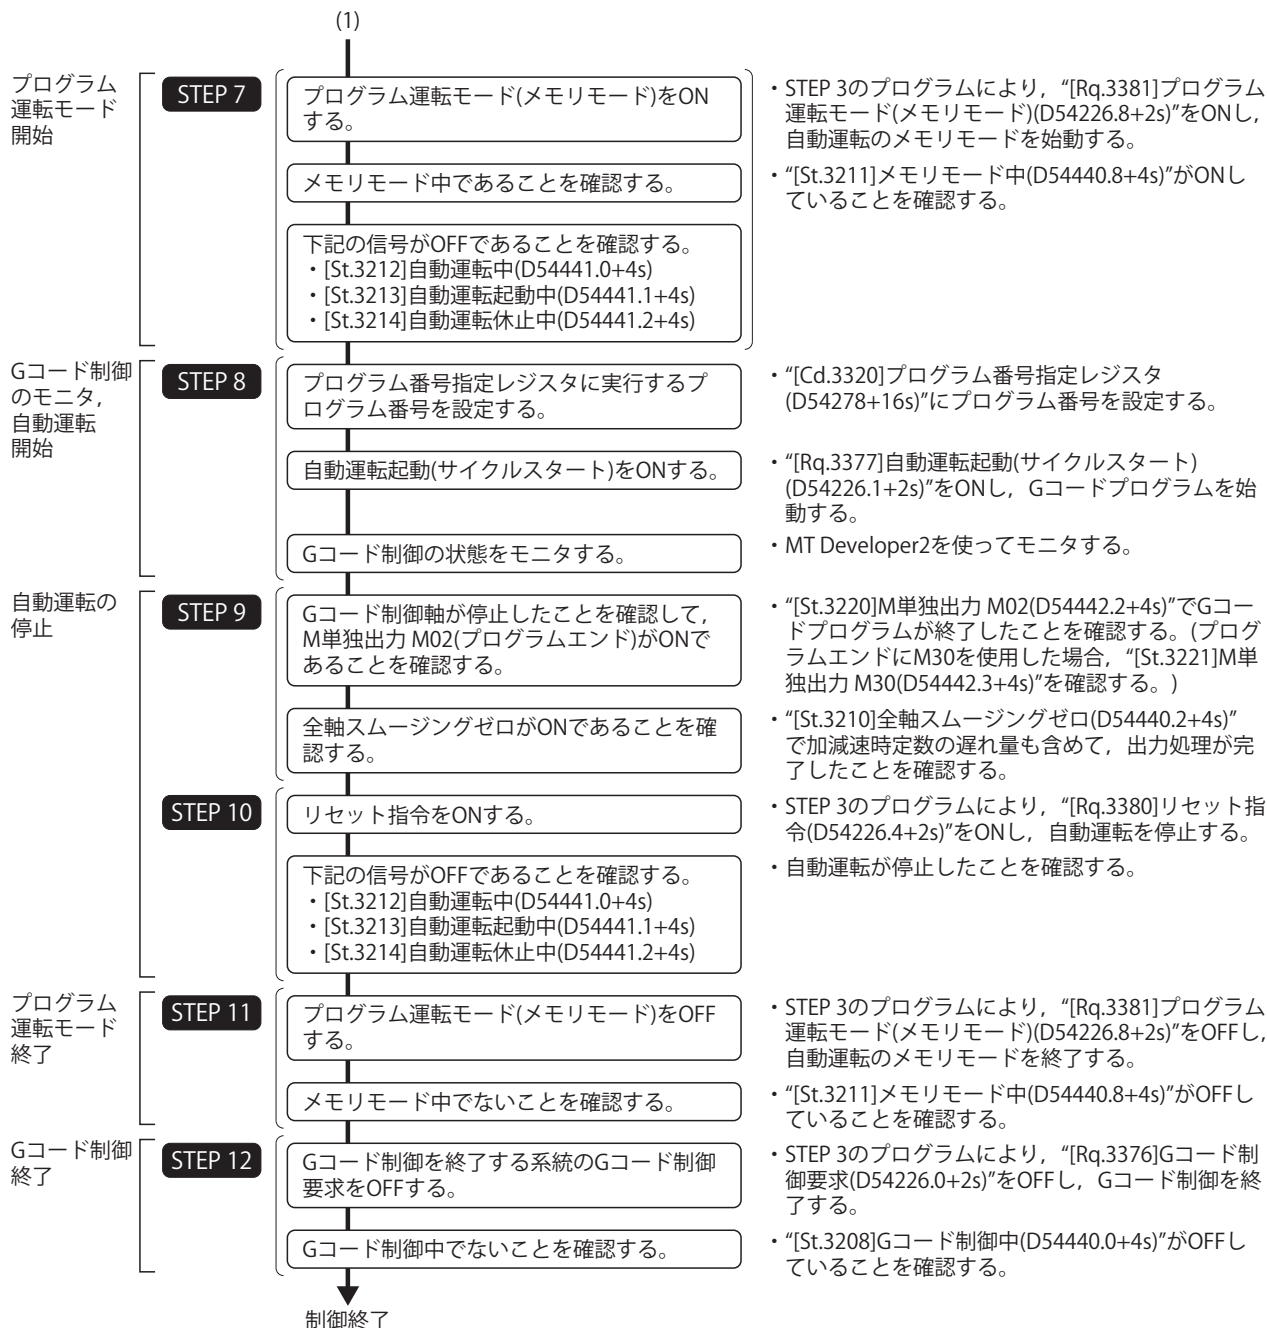 (1)
プログラム
運転モード
開始
STEP 7
プログラム運転モード(メモリモード)をON
する。
・STEP 3のプログラムにより，“[Rq.3381]プログラム
運転モード(メモリモード)(D54226.8+2s)”をONし，
自動運転のメモリモードを始動する。
メモリモード中であることを確認する。
・“[St.3211]メモリモード中(D54440.8+4s)”がONし
ていることを確認する。
下記の信号がOFFであることを確認する。
・[St.3212]自動運転中(D54441.0+4s)
・[St.3213]自動運転起動中(D54441.1+4s)
・[St.3214]自動運転休止中(D54441.2+4s)
Gコード制御
のモニタ，
自動運転
開始
STEP 8
プログラム番号指定レジスタに実行するプ
ログラム番号を設定する。
・“[Cd.3320]プログラム番号指定レジスタ
(D54278+16s)”にプログラム番号を設定する。
自動運転起動(サイクルスタート)をONする。
・“[Rq.3377]自動運転起動(サイクルスタート)
(D54226.1+2s)”をONし，Gコードプログラムを始
動する。
Gコード制御の状態をモニタする。
・MT Developer2を使ってモニタする。
自動運転の
停止
STEP 9
Gコード制御軸が停止したことを確認して，
M単独出力 M02(プログラムエンド)がONで
あることを確認する。
・“[St.3220]M単独出力 M02(D54442.2+4s)”でGコー
ドプログラムが終了したことを確認する。(プログ
ラムエンドにM30を使用した場合，“[St.3221]M単
独出力 M30(D54442.3+4s)”を確認する。)
全軸スムージングゼロがONであることを確
認する。
・“[St.3210]全軸スムージングゼロ(D54440.2+4s)”
で加減速時定数の遅れ量も含めて，出力処理が完
了したことを確認する。
STEP 10
リセット指令をONする。
・STEP 3のプログラムにより，“[Rq.3380]リセット指
令(D54226.4+2s)”をONし，自動運転を停止する。
下記の信号がOFFであることを確認する。
・[St.3212]自動運転中(D54441.0+4s)
・[St.3213]自動運転起動中(D54441.1+4s)
・[St.3214]自動運転休止中(D54441.2+4s)
・自動運転が停止したことを確認する。
プログラム
運転モード
終了
STEP 11
プログラム運転モード(メモリモード)をOFF
する。
・STEP 3のプログラムにより，“[Rq.3381]プログラム
運転モード(メモリモード)(D54226.8+2s)”をOFFし，
自動運転のメモリモードを終了する。
メモリモード中でないことを確認する。
・“[St.3211]メモリモード中(D54440.8+4s)”がOFFし
ていることを確認する。
Gコード制御
終了
STEP 12
Gコード制御を終了する系統のGコード制御
要求をOFFする。
・STEP 3のプログラムにより，“[Rq.3376]Gコード制
御要求(D54226.0+2s)”をOFFし，Gコード制御を終
了する。
Gコード制御中でないことを確認する。
・“[St.3208]Gコード制御中(D54440.0+4s)”がOFFし
ていることを確認する。
制御終了